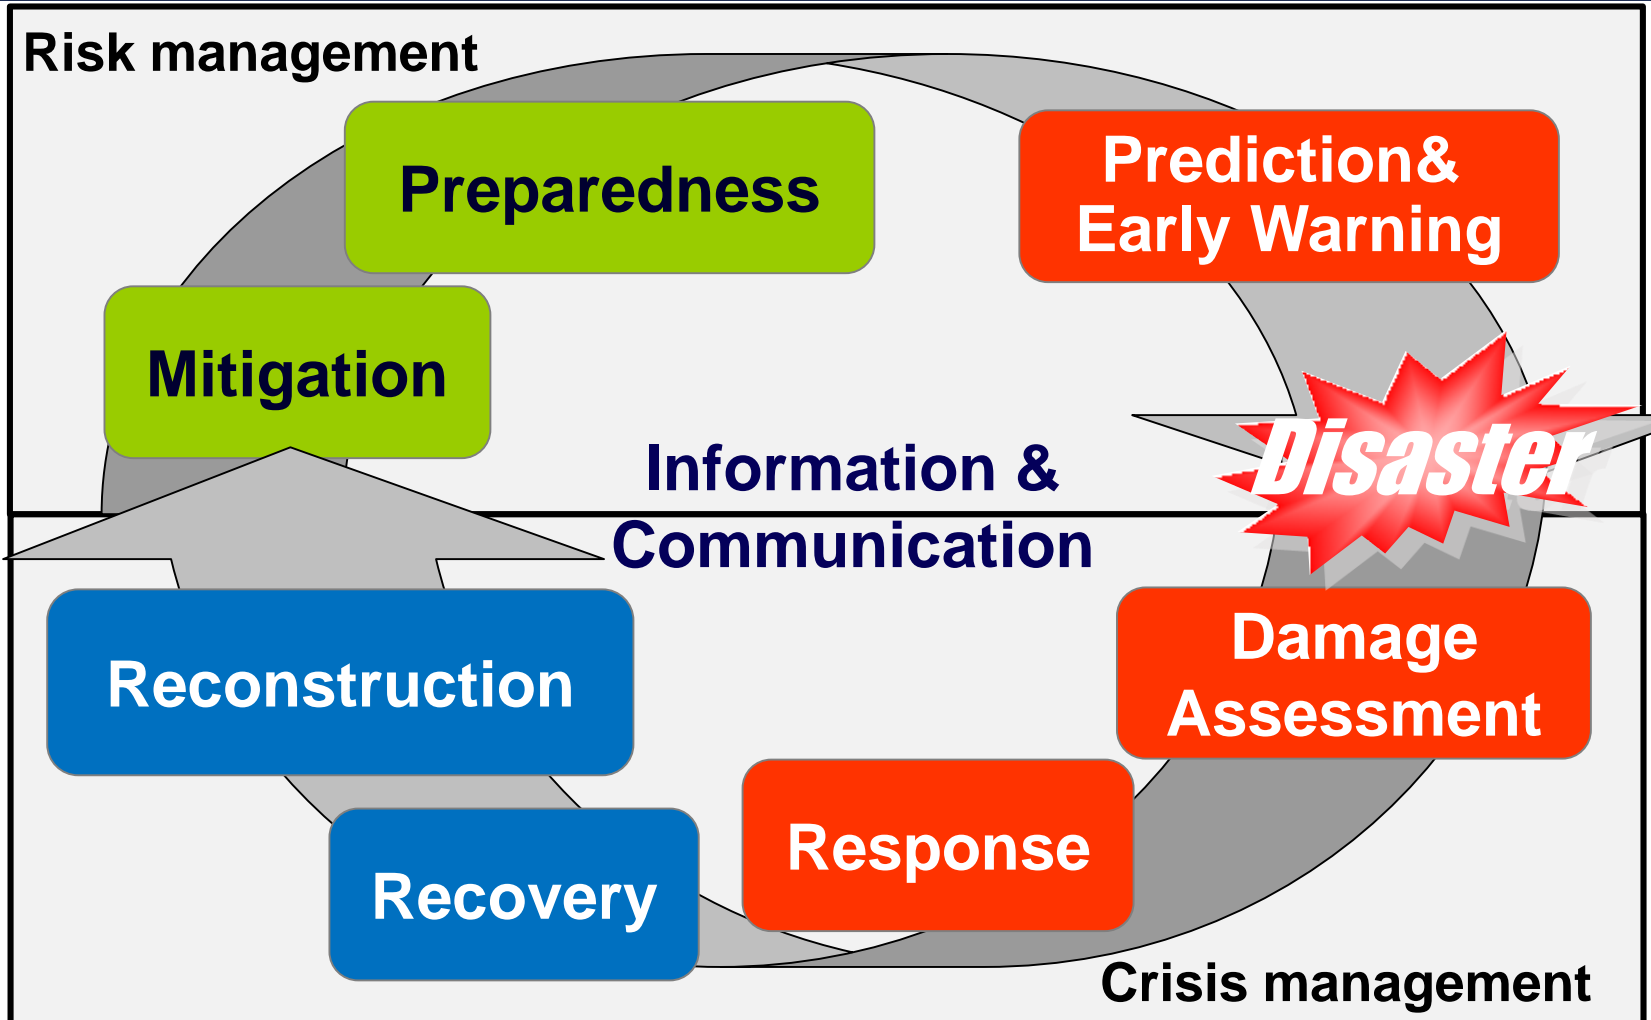 Risk management
Preparedness
Prediction&
Early Warning
Mitigation
Information &
Communication
Disaster
Reconstruction
Damage
Assessment
Response
Recovery
Crisis management